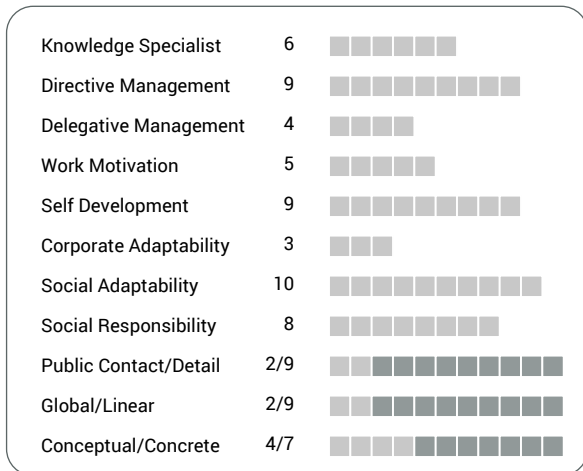 Knowledge Specialist 6
Directive Management 9
Delegative Management 4
Work Motivation 5
Self Development 9
Corporate Adaptability 3
Social Adaptability 10
Social Responsibility 8
Public Contact/Detail 2/9
Global/Linear 2/9
Conceptual/Concrete 4/7